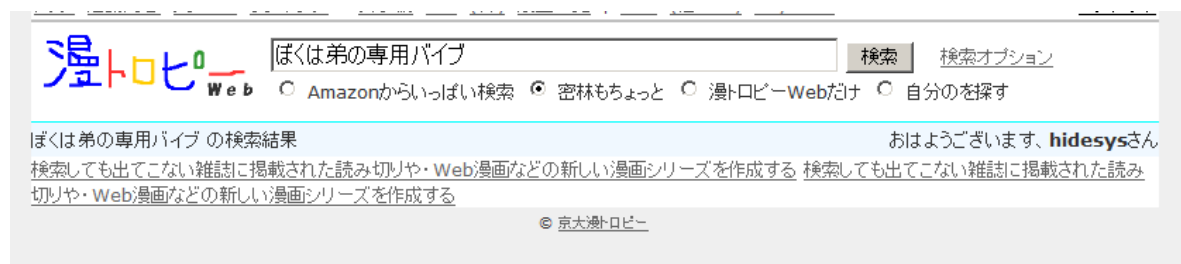 漫トロピー Web
ぼくは弟の専用バイブ 検索 検索オプション
Amazonからいっぱい検索 密林もちょっと 漫トロピーWebだけ 自分のを探す
ぼくは弟の専用バイブ の検索結果 おはようございます、hidesysさん
検索しても出てこない雑誌に掲載された読み切りや・Web漫画などの新しい漫画シリーズを作成する 検索しても出てこない雑誌に掲載された読み
切りや・Web漫画などの新しい漫画シリーズを作成する
© 京大漫トロピー